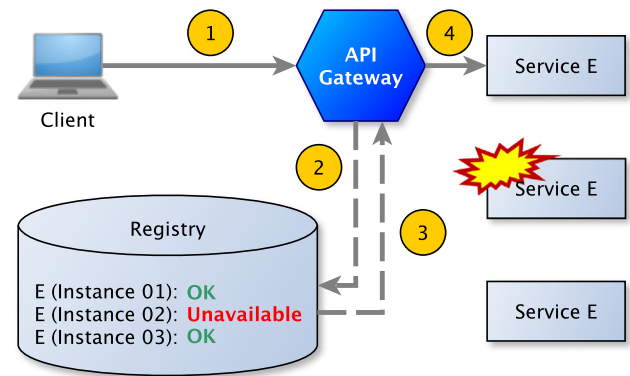 1
API
Gateway
4
Service E
Client
2
Service E
3
Registry
E (Instance 01): OK
E (Instance 02): Unavailable
E (Instance 03): OK
Service E